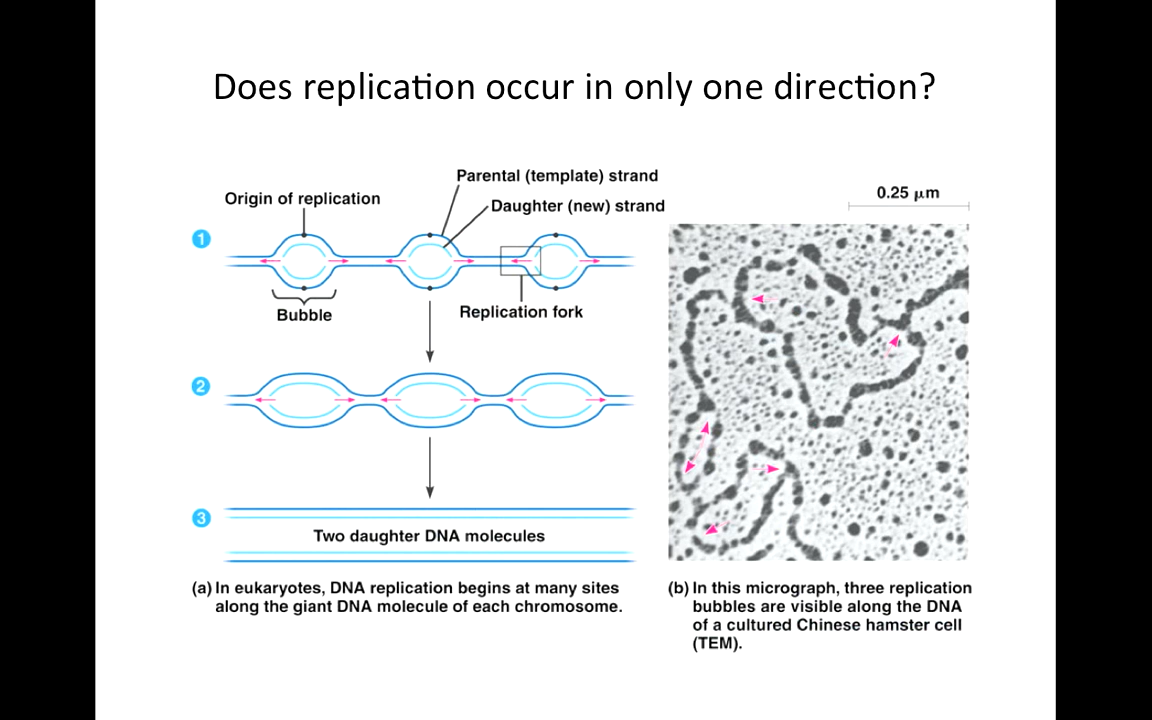 Does replication occur in only one direction?
Parental (template) strand
Origin of replication
Daughter (new) strand
0.25 μm
1
Bubble
Replication fork
2
3
Two daughter DNA molecules
(a) In eukaryotes, DNA replication begins at many sites
along the giant DNA molecule of each chromosome.
(b) In this micrograph, three replication
bubbles are visible along the DNA
of a cultured Chinese hamster cell
(TEM).